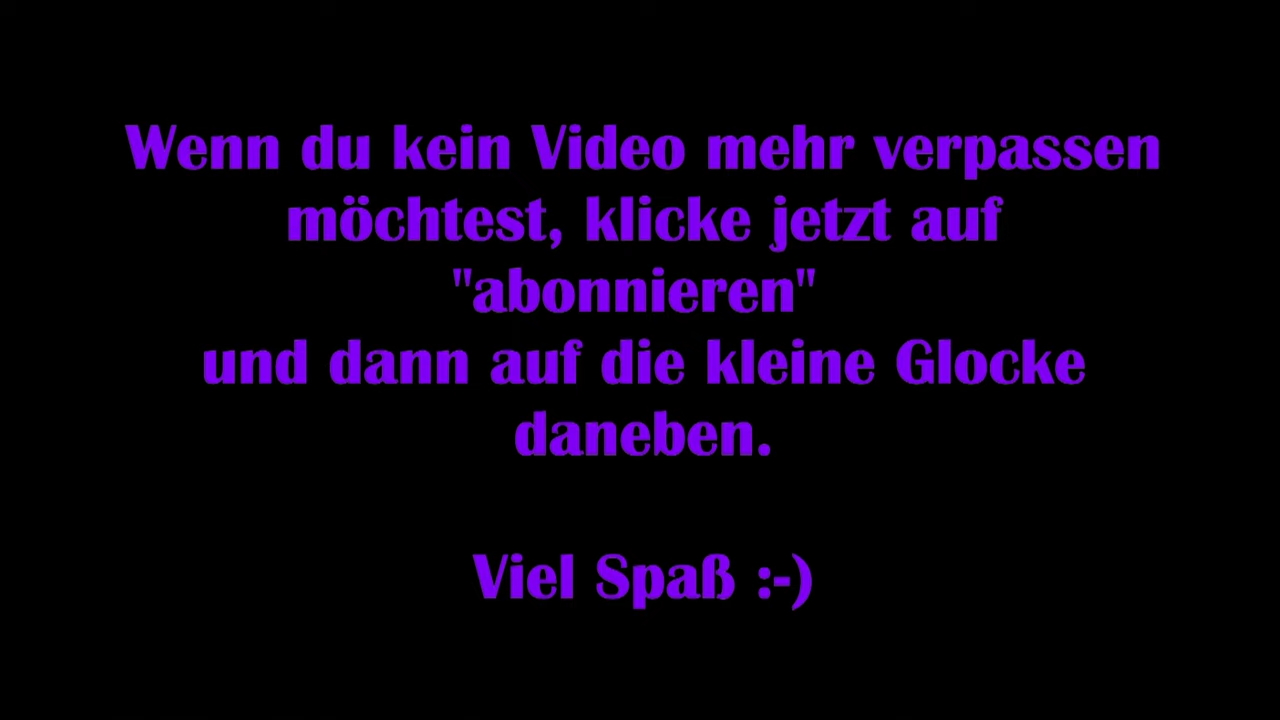 Wenn du kein Video mehr verpassen
möchtest, klicke jetzt auf
"abonnieren"
und dann auf die kleine Glocke
daneben.
Viel Spaß :-)